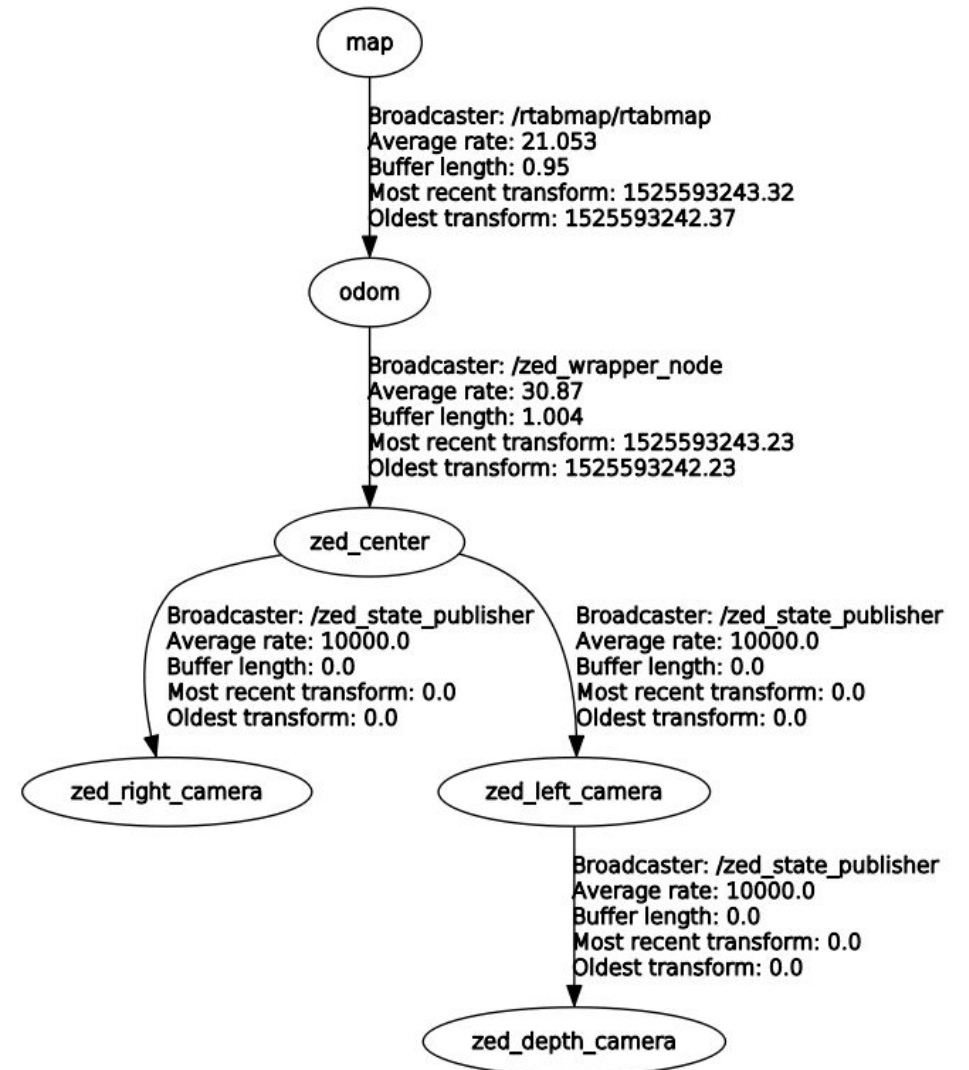 map
Broadcaster: /rtabmap/rtabmap
Average rate: 21.053
Buffer length: 0.95
Most recent transform: 1525593243.32
Oldest transform: 1525593242.37
odom
Broadcaster: /zed_wrapper_node
Average rate: 30.87
Buffer length: 1.004
Most recent transform: 1525593243.23
Oldest transform: 1525593242.23
zed_center
Broadcaster: /zed_state_publisher
Average rate: 10000.0
Buffer length: 0.0
Most recent transform: 0.0
Oldest transform: 0.0
Broadcaster: /zed_state_publisher
Average rate: 10000.0
Buffer length: 0.0
Most recent transform: 0.0
Oldest transform: 0.0
zed_right_camera
zed_left_camera
Broadcaster: /zed_state_publisher
Average rate: 10000.0
Buffer length: 0.0
Most recent transform: 0.0
Oldest transform: 0.0
zed_depth_camera